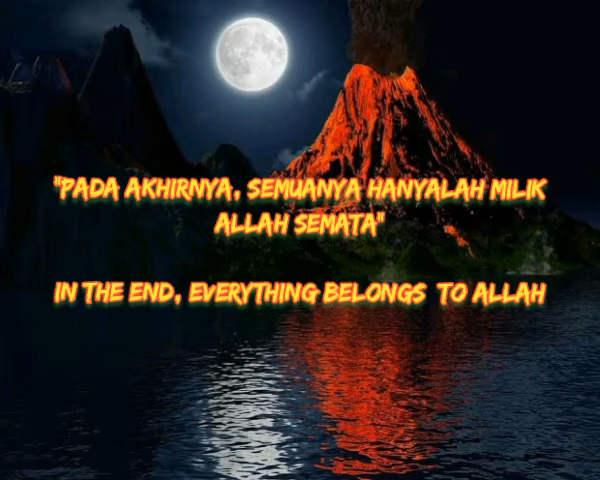 "PADA AKHIRNYA, SEMUANYA HANYALAH MILIK
ALLAH SEMATA"
IN THE END, EVERYTHING BELONGS TO ALLAH